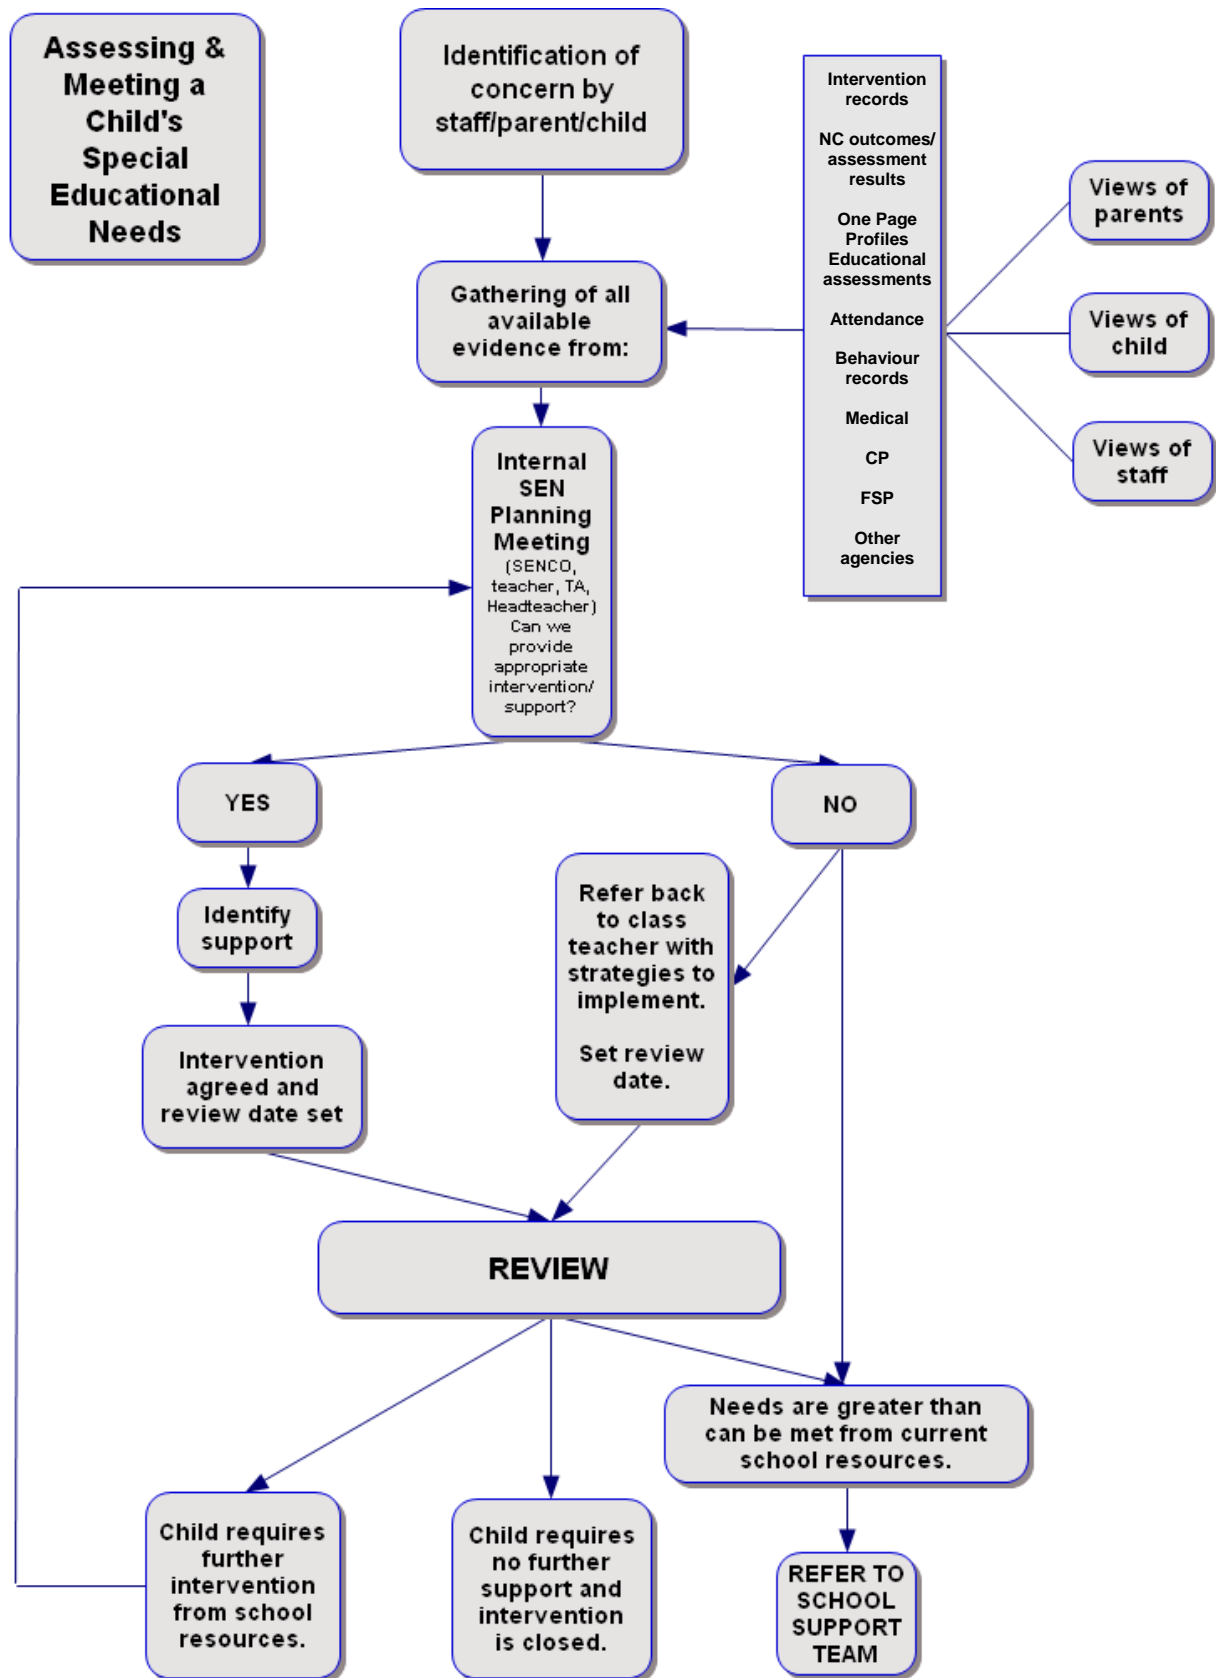 Assessing &
Meeting a
Child's
Special
Educational
Needs
Identification of
concern by
staff/parent/child
Intervention
records
NC outcomes/
assessment
results
One Page
Profiles
Educational
assessments
Attendance
Behaviour
records
Medical
CP
FSP
Other
agencies
Views of
parents
Views of
child
Views of
staff
Gathering of all
available
evidence from:
Internal
SEN
Planning
Meeting
(SENCO,
teacher, TA,
Headteacher)
Can we
provide
appropriate
intervention/
support?
YES
NO
Identify
support
Refer back
to class
teacher with
strategies to
implement.
Set review
date.
Intervention
agreed and
review date set
REVIEW
Needs are greater than
can be met from current
school resources.
Child requires
further
intervention
from school
resources.
Child requires
no further
support and
intervention
is closed.
REFER TO
SCHOOL
SUPPORT
TEAM